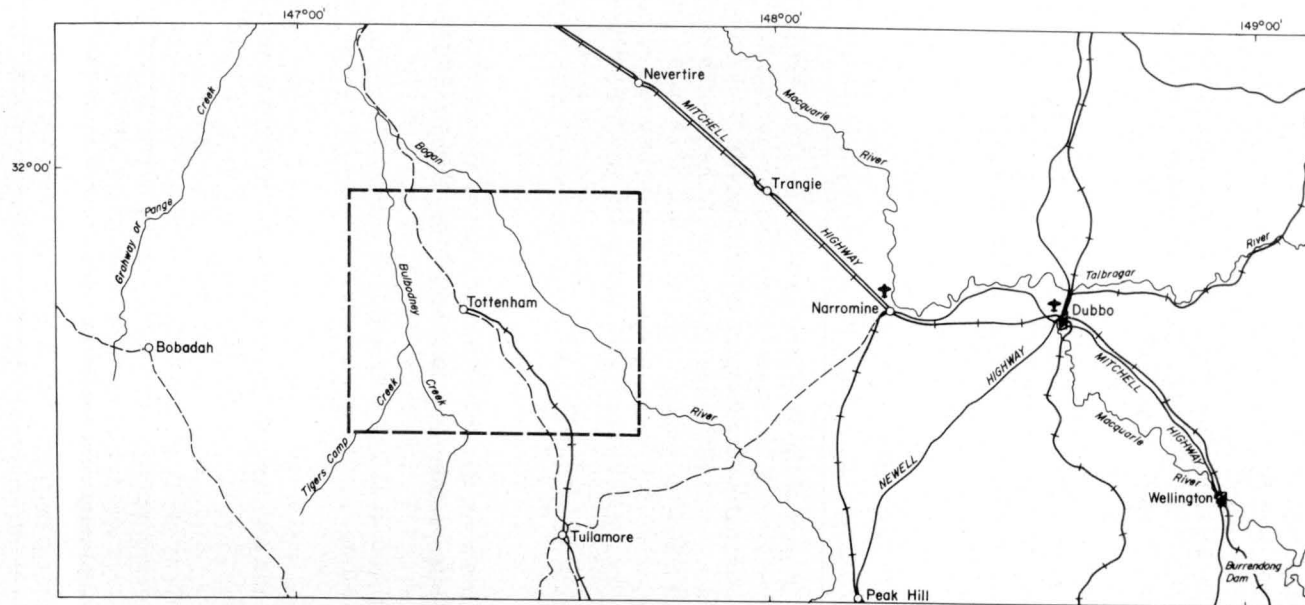 147°00'
148°00'
149°00'
32°00'
Nevertire
MITCHELL
HIGHWAY
Trangie
Macquarie
River
Creek
Grahway or Pange
Bogan
Bulbodney
Creek
Tottenham
Bobadah
Creek
Tigers Camp
River
Tullamore
Narromine
Talbragar
River
Dubbo
HIGHWAY
NEWELL
MITCHELL
HIGHWAY
Macquarie
River
Wellington
Burrendong
Dam
Peak Hill